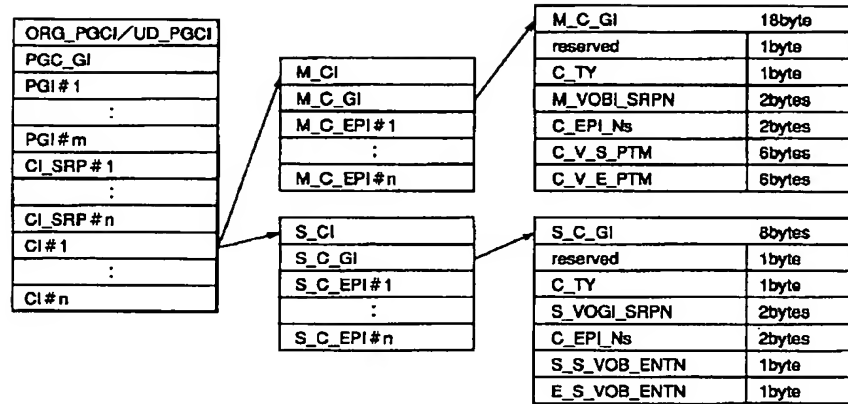 ORG_PGCI/UD_PGCI
PGC_GI
PGI#1
:
PGI#m
CI_SRP#1
:
CI_SRP#n
CI#1
:
CI#n
M_CI
M_C_GI
M_C_EPI#1
:
M_C_EPI#n
S_CI
S_C_GI
S_C_EPI#1
:
S_C_EPI#n
M_C_GI 18byte
reserved 1byte
C_TY 1byte
M_VOBI_SRPN 2bytes
C_EPI_Ns 2bytes
C_V_S_PTM 6bytes
C_V_E_PTM 6bytes
S_C_GI 8bytes
reserved 1byte
C_TY 1byte
S_VOGI_SRPN 2bytes
C_EPI_Ns 2bytes
S_S_VOB_ENTN 1byte
E_S_VOB_ENTN 1byte